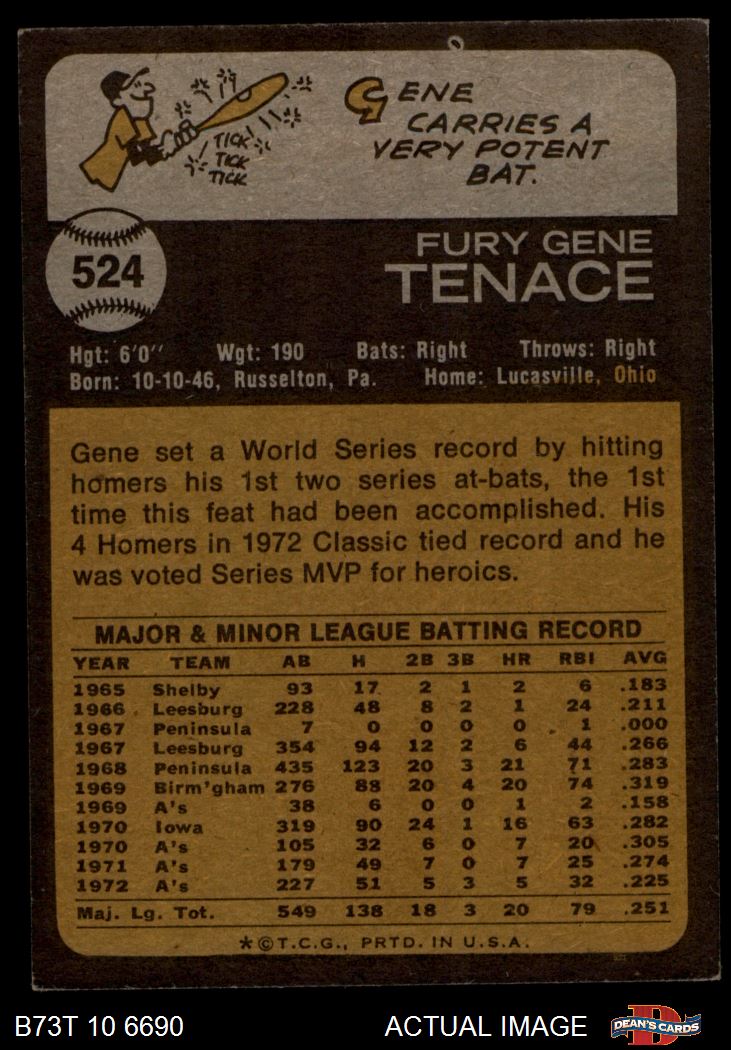 TICK
TICK
TICK
GENE
CARRIES A
VERY POTENT
BAT.
524
FURY GENE
TENACE
Hgt: 6'0'' Wgt: 190 Bats: Right Throws: Right
Born: 10-10-46, Russelton, Pa. Home: Lucasville, Ohio
Gene set a World Series record by hitting
homers his 1st two series at-bats, the 1st
time this feat had been accomplished. His
4 Homers in 1972 Classic tied record and he
was voted Series MVP for heroics.
MAJOR & MINOR LEAGUE BATTING RECORD
YEAR TEAM AB H 2B 3B HR RBI AVG
1965 Shelby 93 17 2 1 2 6 .183
1966 Leesburg 228 48 8 2 1 24 .211
1967 Peninsula 7 0 0 0 0 1 .000
1967 Leesburg 354 94 12 2 6 44 .266
1968 Peninsula 435 123 20 3 21 71 .283
1969 Birm'gham 276 88 20 4 20 74 .319
1969 A's 38 6 0 0 1 2 .158
1970 Iowa 319 90 24 1 16 63 .282
1970 A's 105 32 6 0 7 20 .305
1971 A's 179 49 7 0 7 25 .274
1972 A's 227 51 5 3 5 32 .225
Maj. Lg. Tot. 549 138 18 3 20 79 .251
*©T.C.G., PRTD. IN U.S.A.
B73T 10 6690 ACTUAL IMAGE DEAN'S CARDS